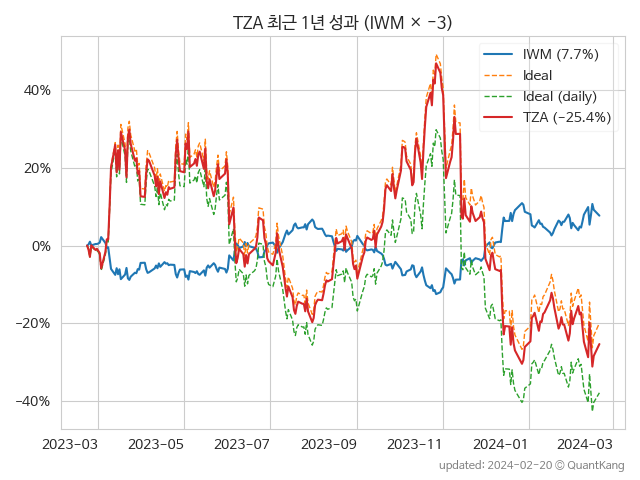 TZA 최근 1년 성과 (IWM × −3)
IWM (7.7%)
Ideal
Ideal (daily)
TZA (−25.4%)
40%
20%
0%
−20%
−40%
2023-03 2023-05 2023-07 2023-09 2023-11 2024-01 2024-03
updated: 2024-02-20 © QuantKang